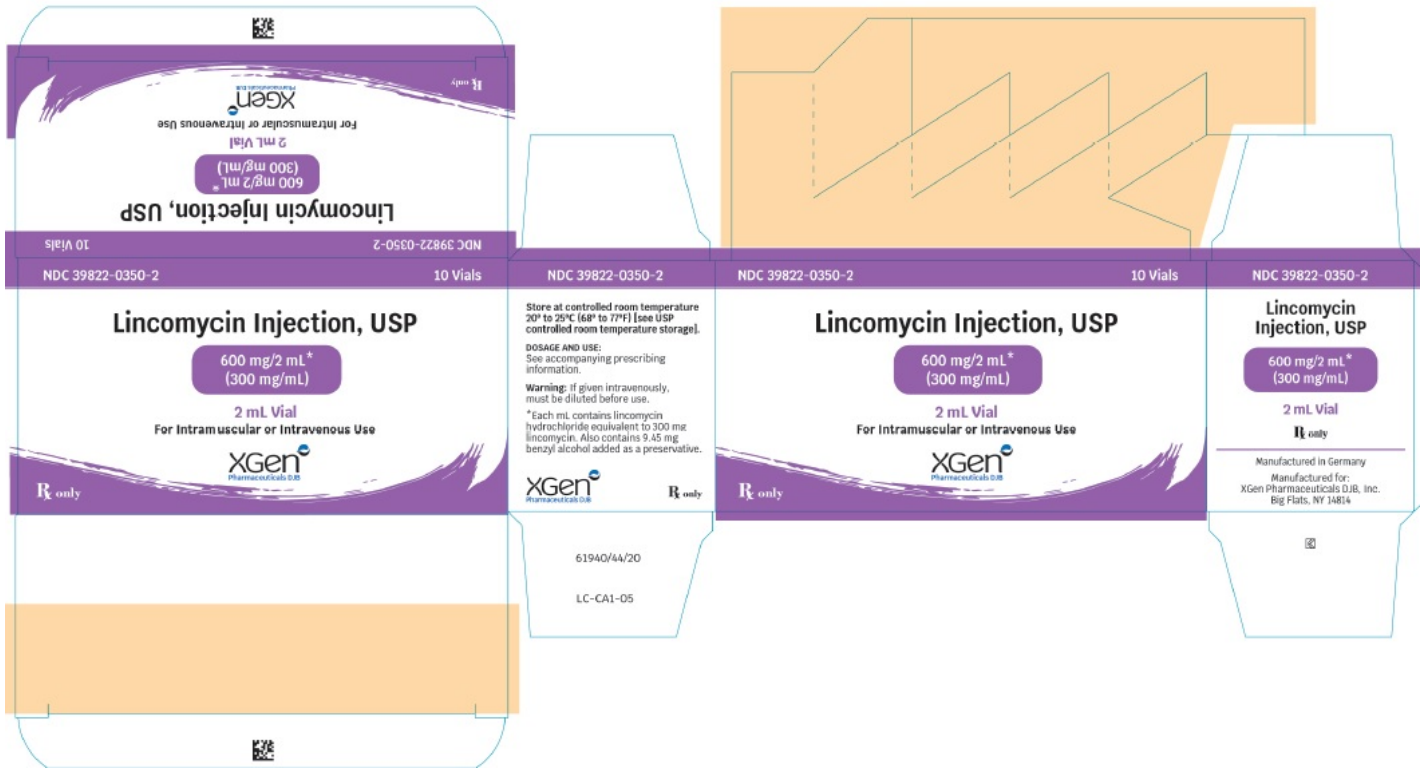 Rx only
XGen
Pharmaceuticals DJB
For Intramuscular or Intravenous Use
2 mL Vial
600 mg/2 mL*
(300 mg/mL)
Lincomycin Injection, USP
NDC 39822-0350-2 10 Vials
NDC 39822-0350-2 10 Vials
Lincomycin Injection, USP
600 mg/2 mL*
(300 mg/mL)
2 mL Vial
For Intramuscular or Intravenous Use
XGen
Pharmaceuticals DJB
Rx only
NDC 39822-0350-2
Store at controlled room temperature
20° to 25°C (68° to 77°F) [see USP
controlled room temperature storage].
DOSAGE AND USE:
See accompanying prescribing
information.
Warning: If given intravenously,
must be diluted before use.
*Each mL contains lincomycin
hydrochloride equivalent to 300 mg
lincomycin. Also contains 9.45 mg
benzyl alcohol added as a preservative.
XGen
Pharmaceuticals DJB
Rx only
61940/44/20
LC-CA1-05
NDC 39822-0350-2 10 Vials
Lincomycin Injection, USP
600 mg/2 mL*
(300 mg/mL)
2 mL Vial
For Intramuscular or Intravenous Use
XGen
Pharmaceuticals DJB
Rx only
NDC 39822-0350-2
Lincomycin
Injection, USP
600 mg/2 mL*
(300 mg/mL)
2 mL Vial
Rx only
Manufactured in Germany
Manufactured for:
XGen Pharmaceuticals DJB, Inc.
Big Flats, NY 14814